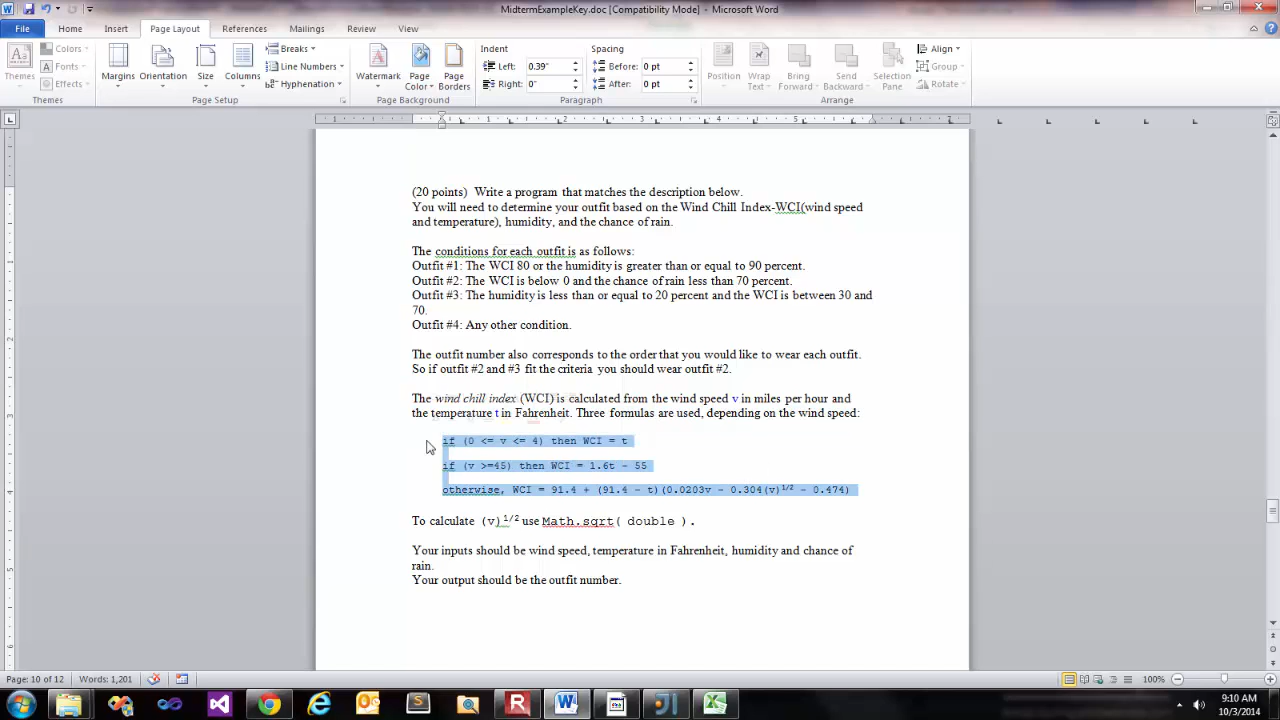 MidtermExampleKey.doc [Compatibility Mode] - Microsoft Word
File Home Insert Page Layout References Mailings Review View
Themes Colors Fonts Effects Margins Orientation Size Columns Breaks Line Numbers Hyphenation Watermark Page Color Page Borders Indent Left: 0.39" Right: 0" Spacing Before: 0 pt After: 0 pt Position Wrap Text Bring Forward Send Backward Selection Pane Align Group Rotate
Themes Page Setup Page Background Paragraph Arrange
1 1 2 3 4 5 7
(20 points) Write a program that matches the description below.
You will need to determine your outfit based on the Wind Chill Index-WCI(wind speed
and temperature), humidity, and the chance of rain.
The conditions for each outfit is as follows:
Outfit #1: The WCI 80 or the humidity is greater than or equal to 90 percent.
Outfit #2: The WCI is below 0 and the chance of rain less than 70 percent.
Outfit #3: The humidity is less than or equal to 20 percent and the WCI is between 30 and
70.
Outfit #4: Any other condition.
The outfit number also corresponds to the order that you would like to wear each outfit.
So if outfit #2 and #3 fit the criteria you should wear outfit #2.
The wind chill index (WCI) is calculated from the wind speed v in miles per hour and
the temperature t in Fahrenheit. Three formulas are used, depending on the wind speed:
if (0 <= v <= 4) then WCI = t
if (v >=45) then WCI = 1.6t - 55
otherwise, WCI = 91.4 + (91.4 - t)(0.0203v - 0.304(v)1/2 - 0.474)
To calculate (v)1/2 use Math.sqrt( double ).
Your inputs should be wind speed, temperature in Fahrenheit, humidity and chance of
rain.
Your output should be the outfit number.
Page: 10 of 12 Words: 1,201 100%
9:10 AM
10/3/2014